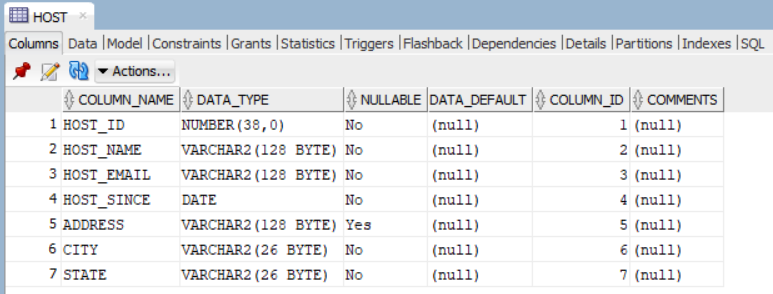 HOST ×
Columns Data |Model |Constraints |Grants |Statistics |Triggers |Flashback |Dependencies |Details |Partitions |Indexes |SQL
Actions...
COLUMN_NAME DATA_TYPE NULLABLE DATA_DEFAULT COLUMN_ID COMMENTS
1 HOST_ID NUMBER(38,0) No (null) 1 (null)
2 HOST_NAME VARCHAR2(128 BYTE) No (null) 2 (null)
3 HOST_EMAIL VARCHAR2(128 BYTE) No (null) 3 (null)
4 HOST_SINCE DATE No (null) 4 (null)
5 ADDRESS VARCHAR2(128 BYTE) Yes (null) 5 (null)
6 CITY VARCHAR2(26 BYTE) No (null) 6 (null)
7 STATE VARCHAR2(26 BYTE) No (null) 7 (null)